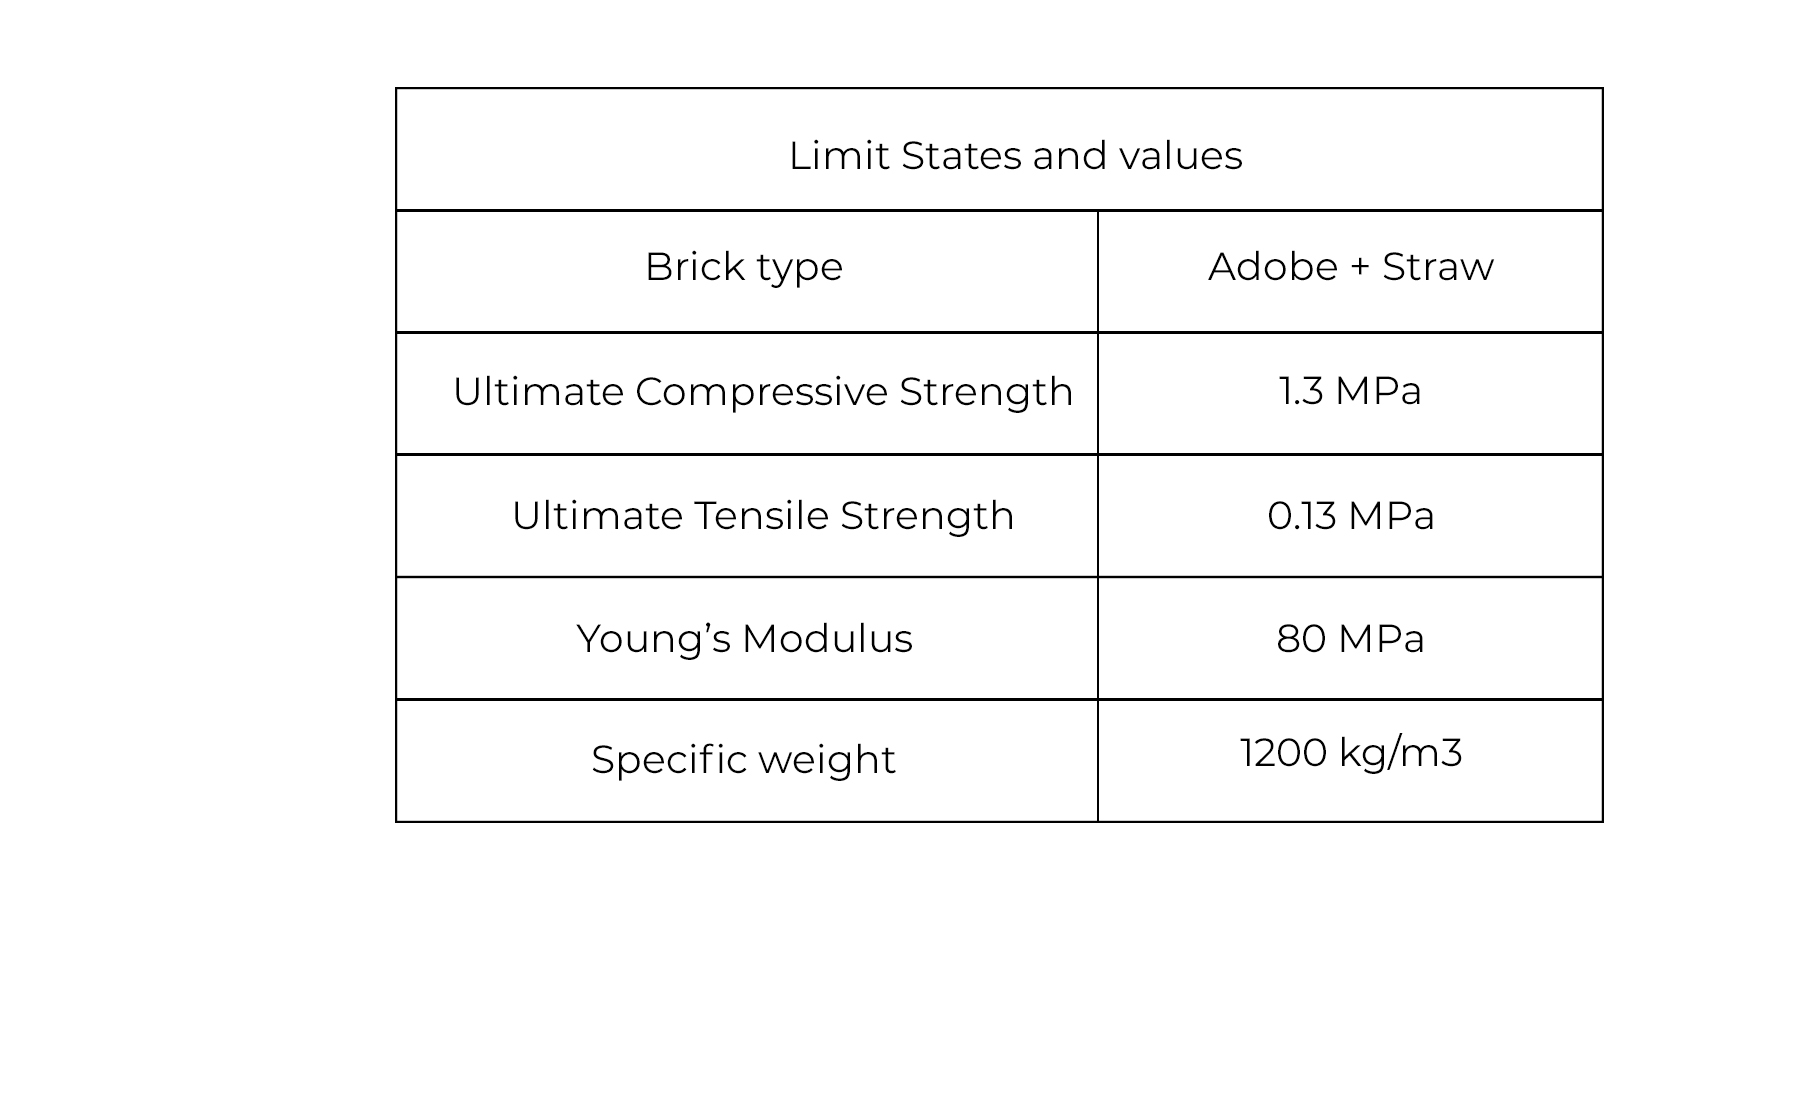 Limit States and values
Brick type
Adobe + Straw
Ultimate Compressive Strength
1.3 MPa
Ultimate Tensile Strength
0.13 MPa
Young’s Modulus
80 MPa
Specific weight
1200 kg/m3